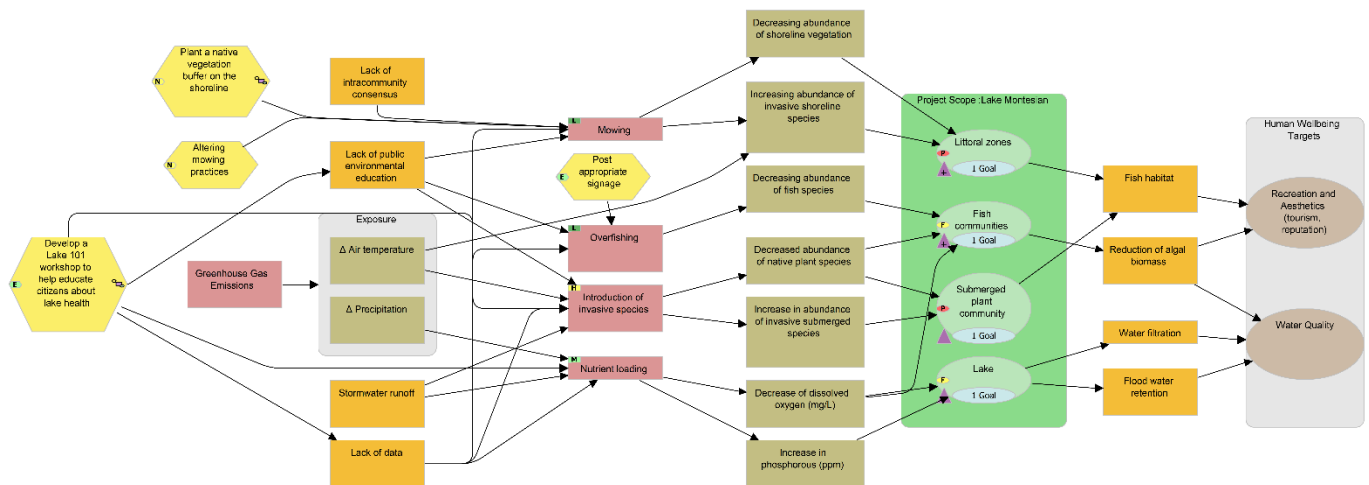 Plant a native
vegetation
buffer on the
shoreline
N
Altering
mowing
practices
N
Develop a
Lake 101
workshop to
help educate
citizens about
lake health
E
Lack of
intracommunity
consensus
Lack of public
environmental
education
Greenhouse Gas
Emissions
Exposure
Δ Air temperature
Δ Precipitation
Stormwater runoff
Lack of data
L
Mowing
Post
appropriate
signage
E
L
Overfishing
H
Introduction of
invasive species
M
Nutrient loading
Decreasing abundance
of shoreline vegetation
Increasing abundance of
invasive shoreline
species
Decreasing abundance
of fish species
Decreased abundance
of native plant species
Increase in abundance
of invasive submerged
species
Decrease of dissolved
oxygen (mg/L)
Increase in
phosphorous (ppm)
Project Scope :Lake Montesian
Littoral zones
P
1 Goal
Fish
communities
F
1 Goal
Submerged
plant
community
P
1 Goal
Lake
F
1 Goal
Fish habitat
Reduction of algal
biomass
Water filtration
Flood water
retention
Human Wellbeing
Targets
Recreation and
Aesthetics
(tourism,
reputation)
Water Quality